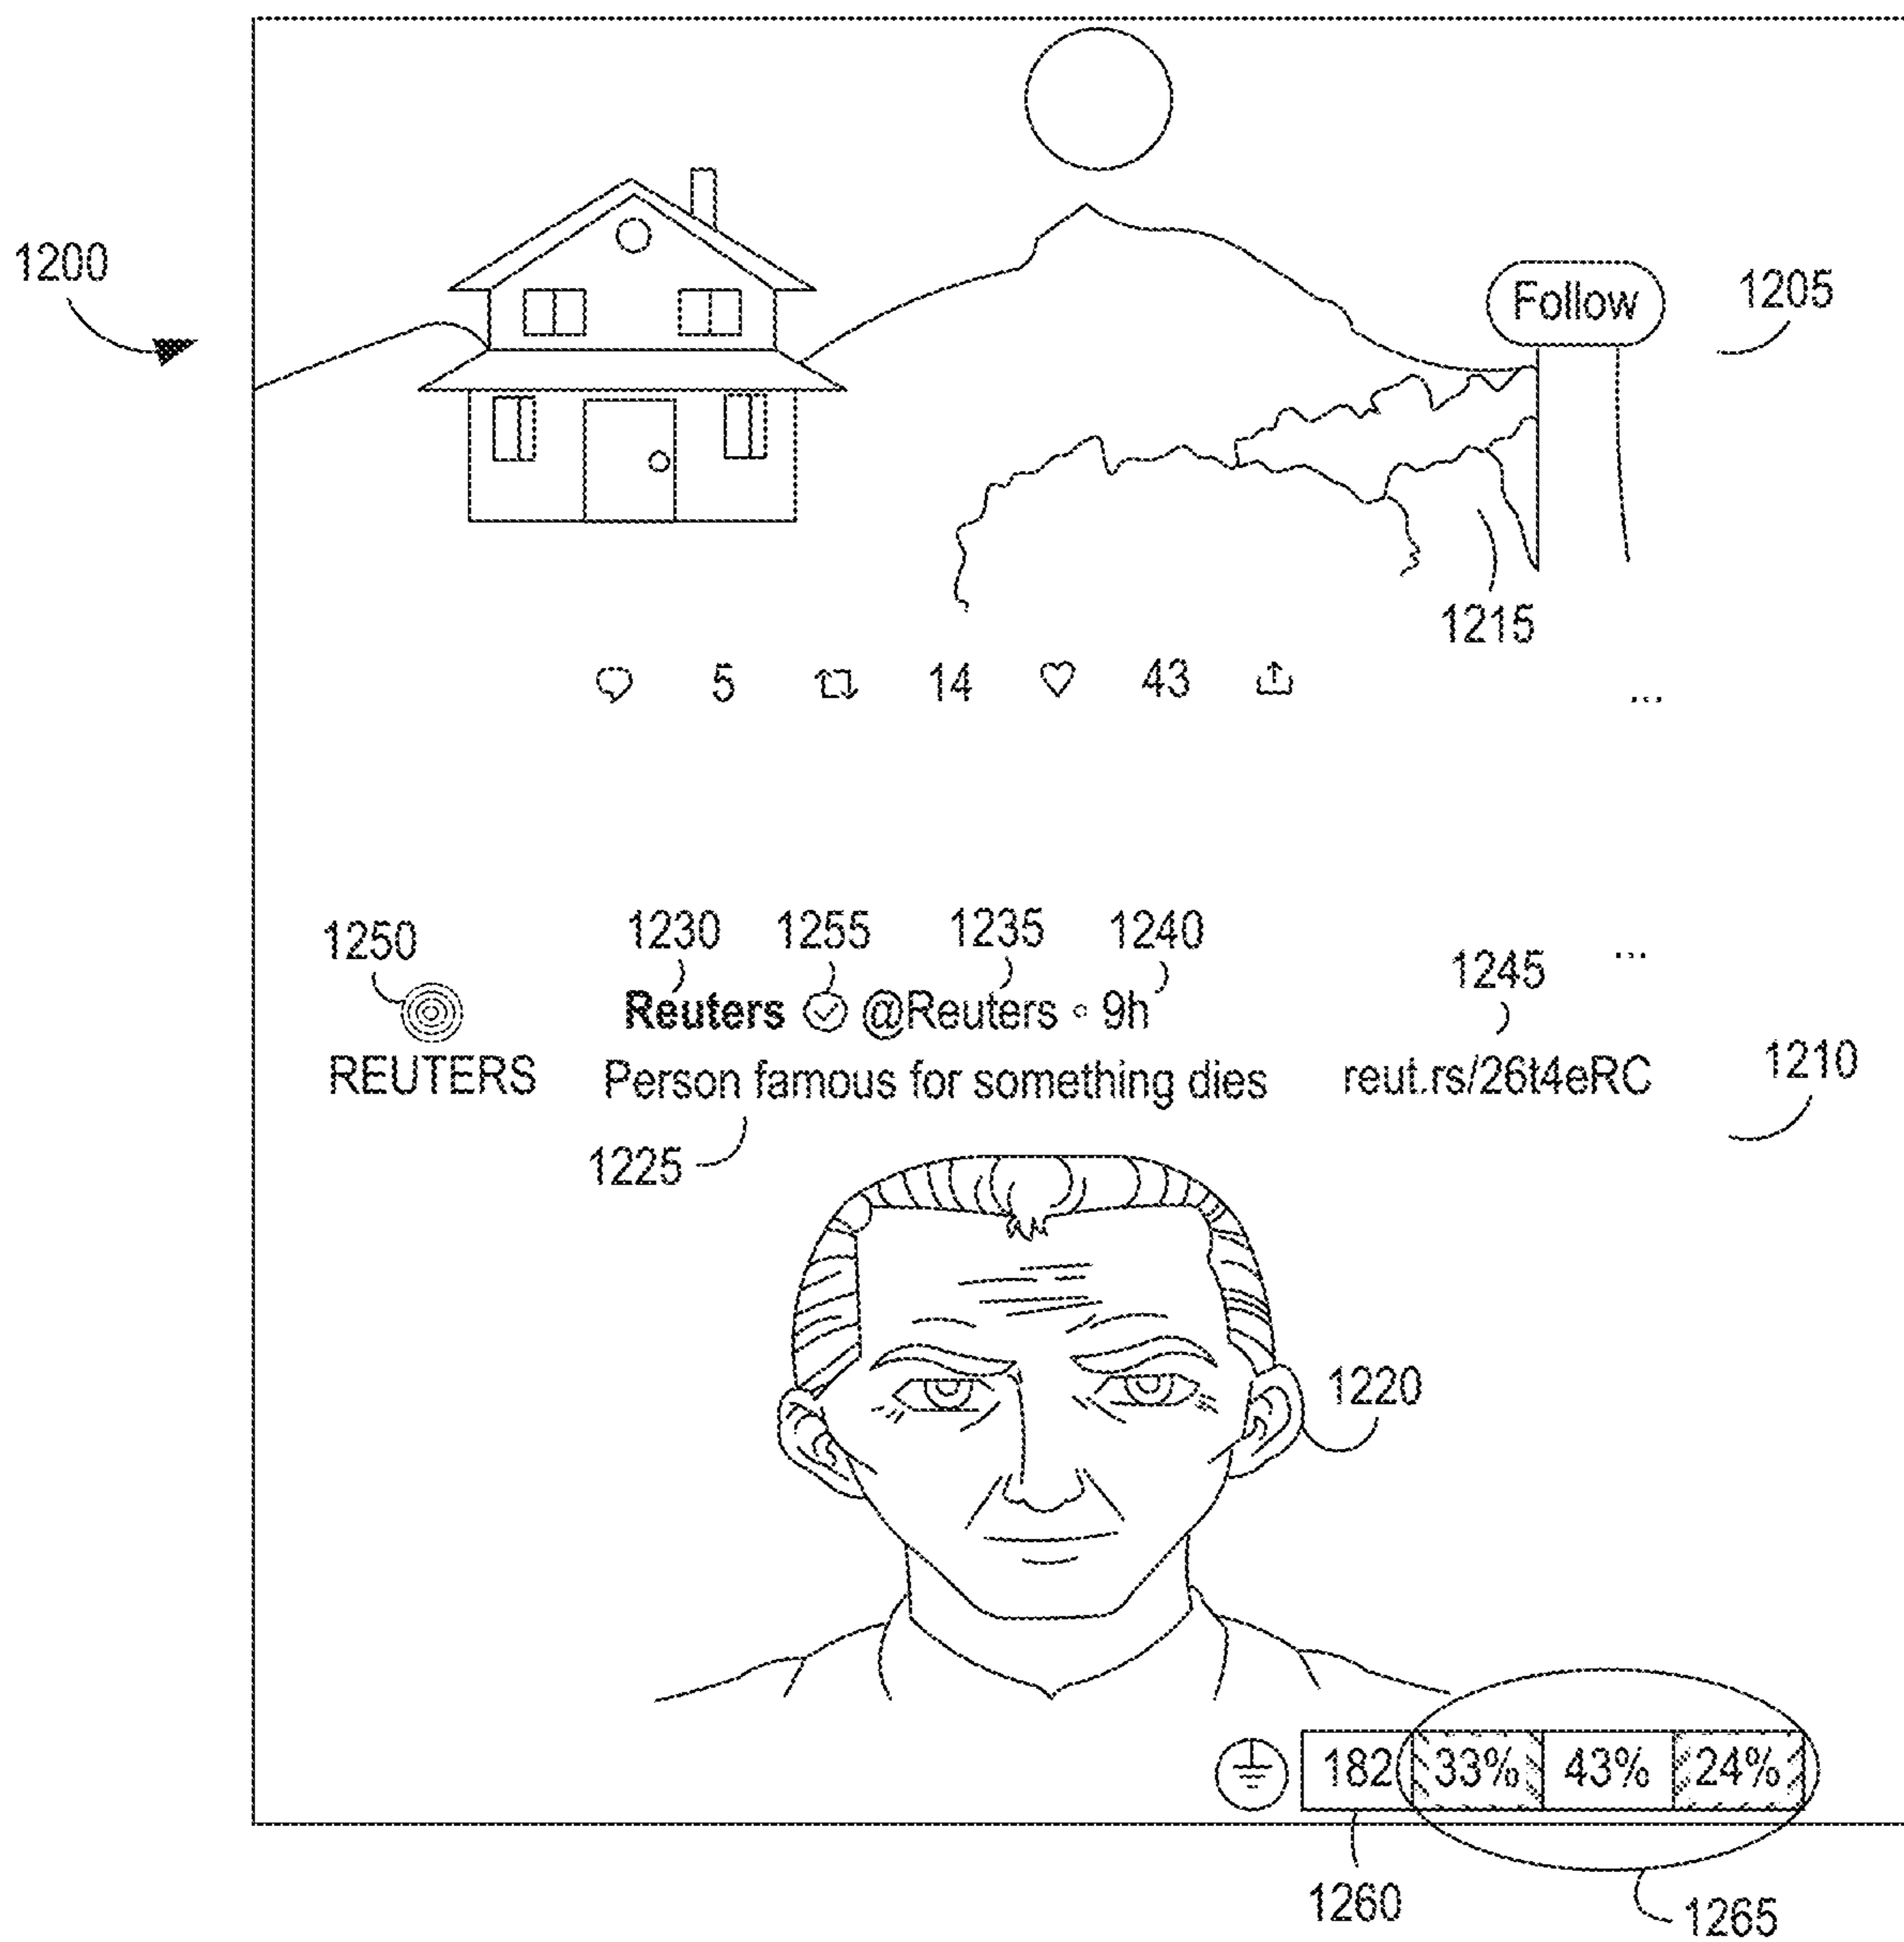 1200
Follow
1205
1215
5 14 43 ...
1250 1230 1255 1235 1240 1245 ...
Reuters @Reuters ∘ 9h
REUTERS Person famous for something dies reut.rs/26t4eRC
1210
1225
1220
182 33% 43% 24%
1260 1265